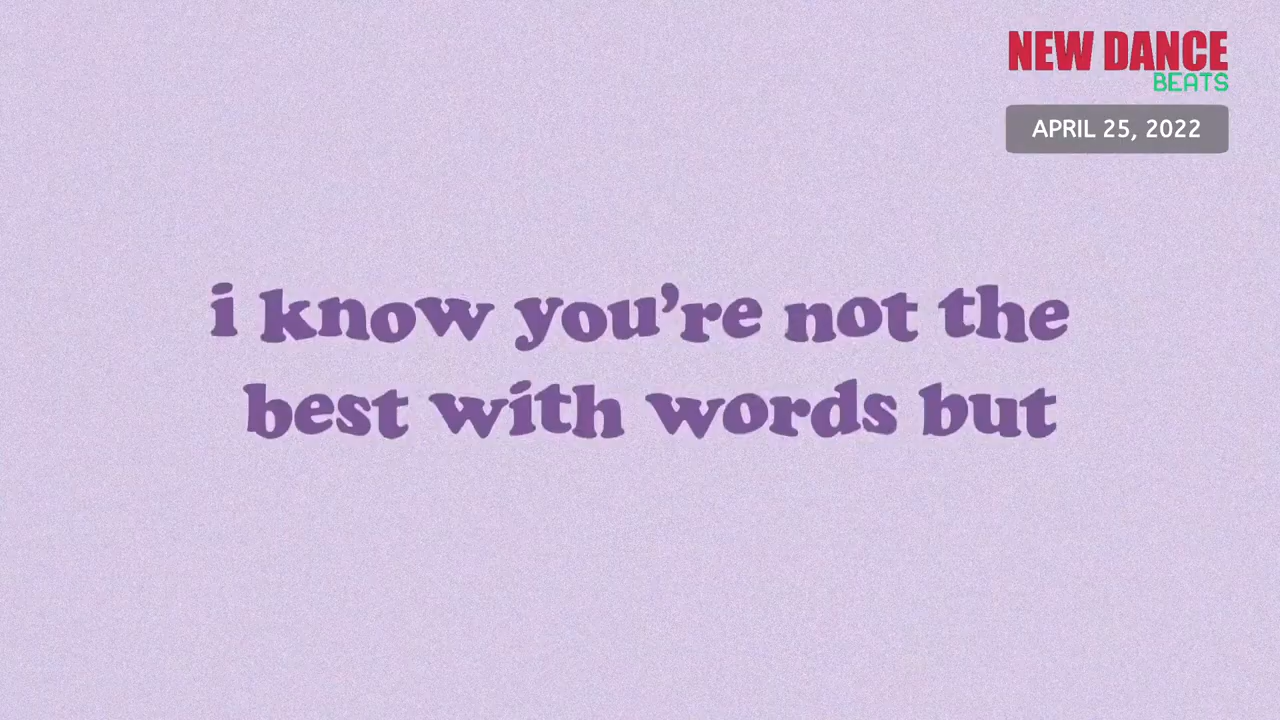 NEW DANCE
BEATS
APRIL 25, 2022
i know you’re not the
best with words but